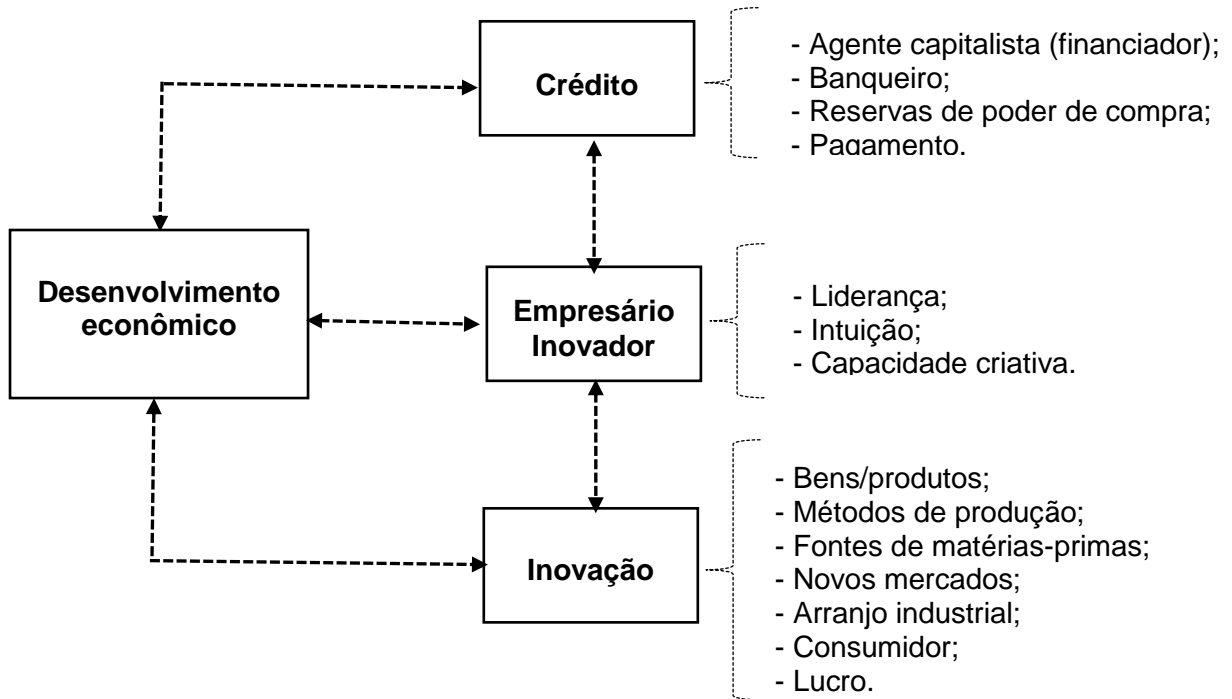 Crédito
- Agente capitalista (financiador);
- Banqueiro;
- Reservas de poder de compra;
- Pagamento.
Desenvolvimento
econômico
Empresário
Inovador
- Liderança;
- Intuição;
- Capacidade criativa.
Inovação
- Bens/produtos;
- Métodos de produção;
- Fontes de matérias-primas;
- Novos mercados;
- Arranjo industrial;
- Consumidor;
- Lucro.